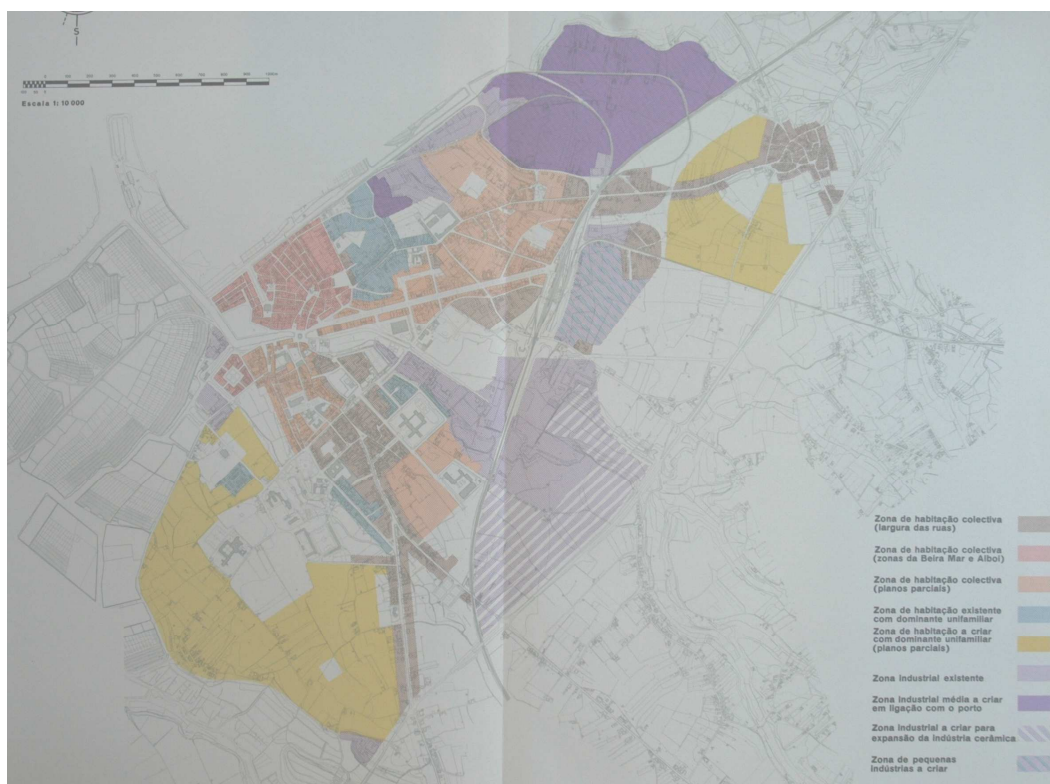 S
Escala 1: 10 000
Zona de habitação colectiva
(largura das ruas)
Zona de habitação colectiva
(zonas da Beira Mar e Alboi)
Zona de habitação colectiva
(planos parciais)
Zona de habitação existente
com dominante unifamiliar
Zona de habitação a criar
com dominante unifamiliar
(planos parciais)
Zona industrial existente
Zona industrial média a criar
em ligação com o porto
Zona industrial a criar para
expansão da indústria cerâmica
Zona de pequenas
indústrias a criar